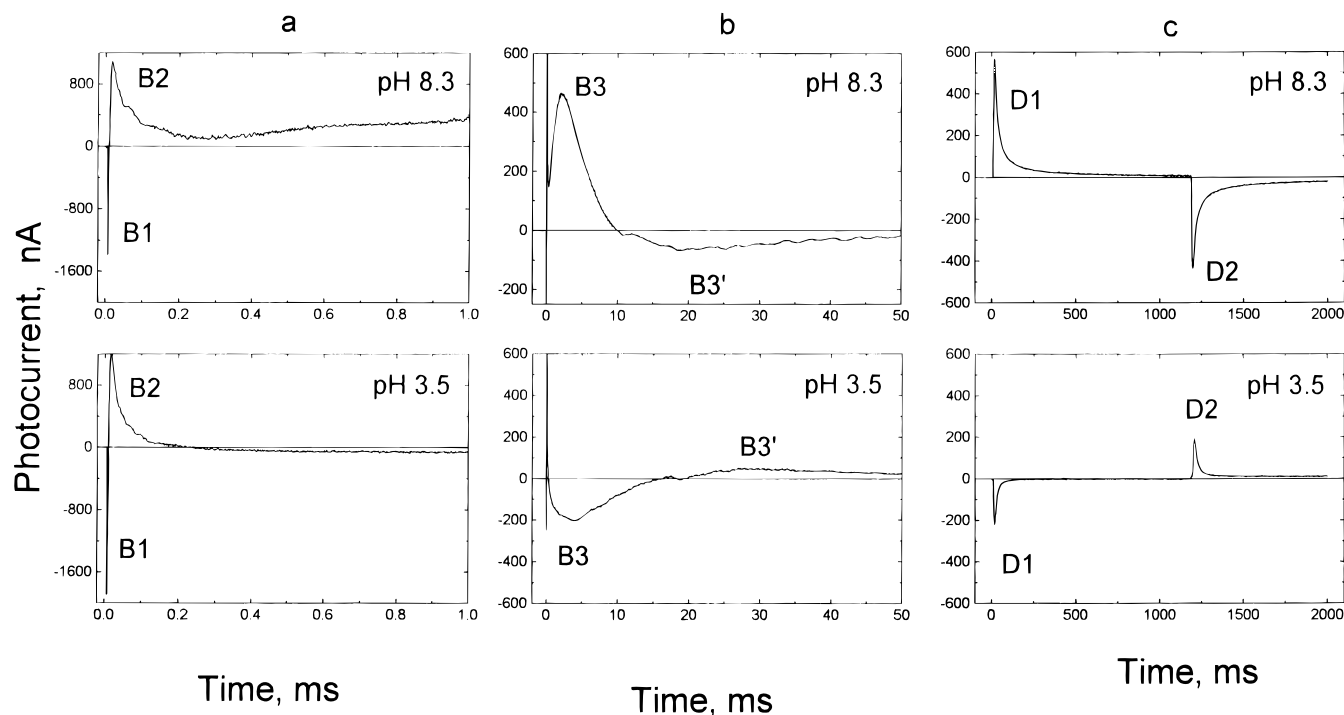 a
b
c
Photocurrent, nA
800
0
-800
-1600
B2
pH 8.3
B1
0.0 0.2 0.4 0.6 0.8 1.0
600
400
200
0
-200
B3
pH 8.3
B3'
0 10 20 30 40 50
600
400
200
0
-200
-400
-600
D1
pH 8.3
D2
0 500 1000 1500 2000
800
0
-800
-1600
B2
pH 3.5
B1
0.0 0.2 0.4 0.6 0.8 1.0
600
400
200
0
-200
-400
-600
pH 3.5
B3'
B3
0 10 20 30 40 50
600
400
200
0
-200
-400
-600
pH 3.5
D2
D1
0 500 1000 1500 2000
Time, ms
Time, ms
Time, ms